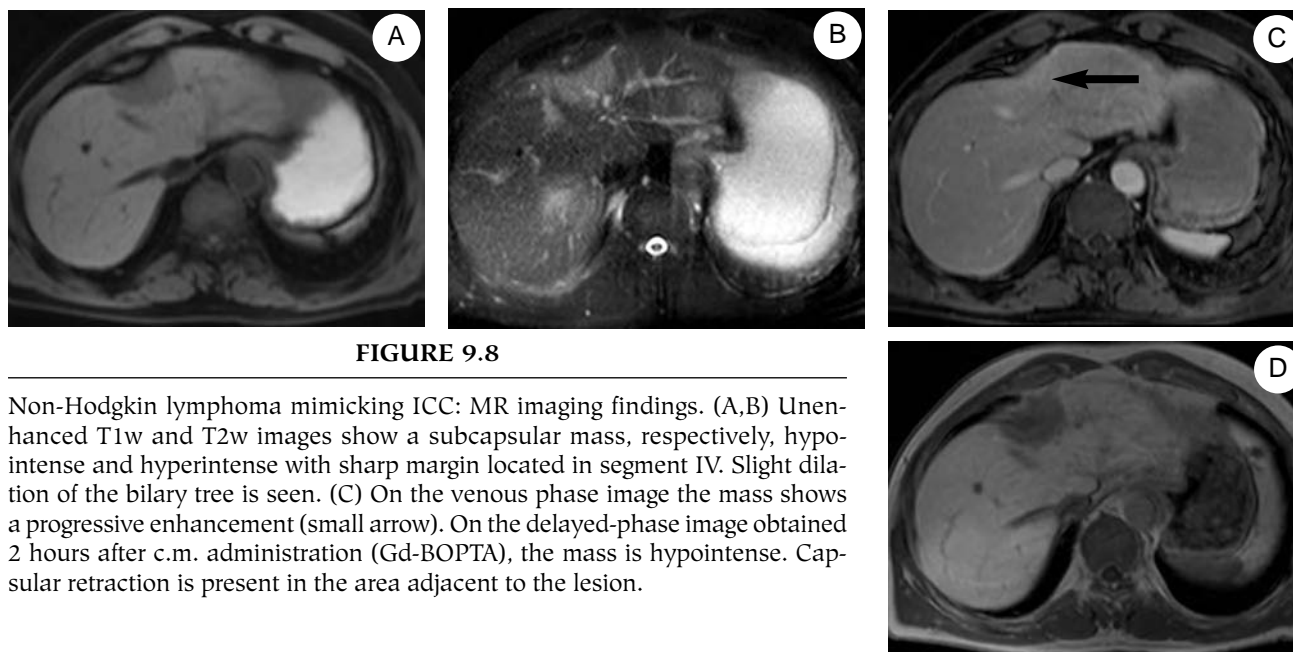 A
B
C
FIGURE 9.8
D
Non-Hodgkin lymphoma mimicking ICC: MR imaging findings. (A,B) Unen-
hanced T1w and T2w images show a subcapsular mass, respectively, hypo-
intense and hyperintense with sharp margin located in segment IV. Slight dila-
tion of the bilary tree is seen. (C) On the venous phase image the mass shows
a progressive enhancement (small arrow). On the delayed-phase image obtained
2 hours after c.m. administration (Gd-BOPTA), the mass is hypointense. Cap-
sular retraction is present in the area adjacent to the lesion.